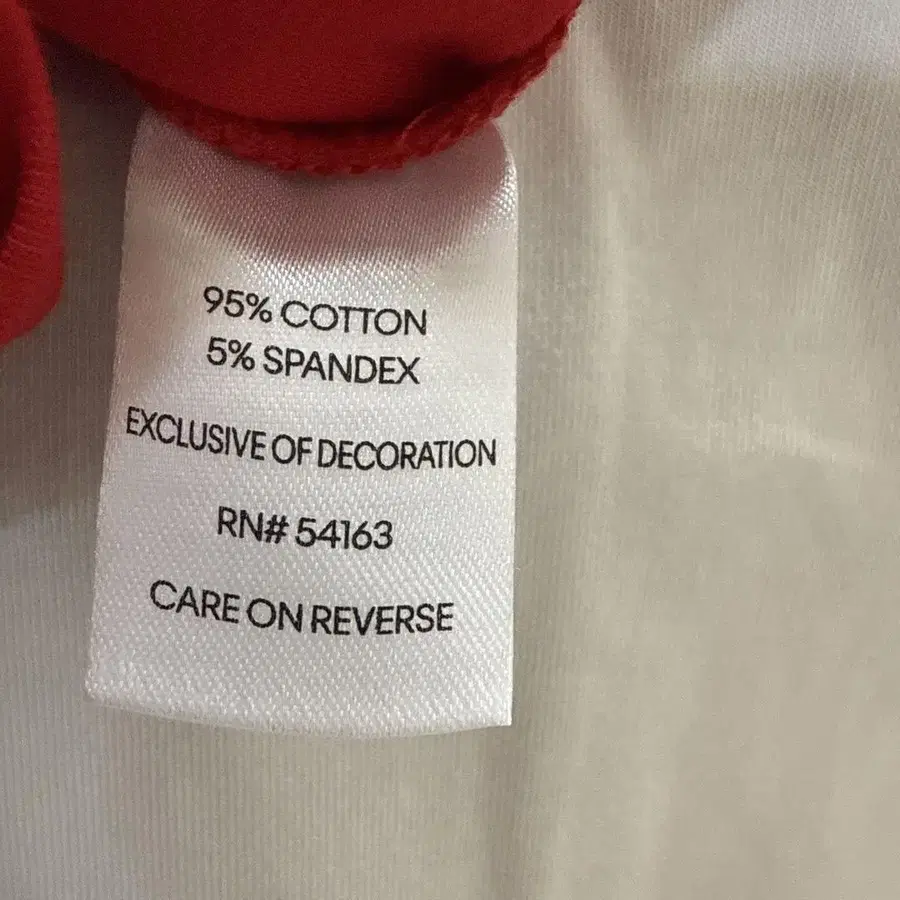 95% COTTON
5% SPANDEX
EXCLUSIVE OF DECORATION
RN# 54163
CARE ON REVERSE